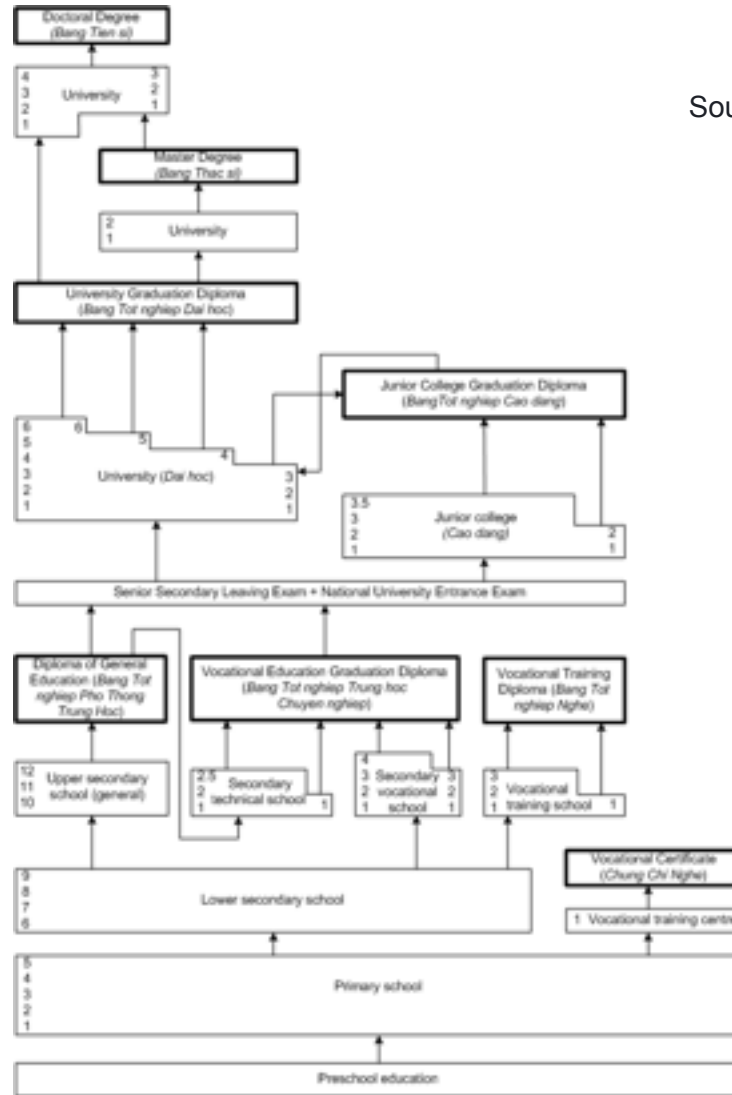 Doctoral Degree
(Bang Tien si)
4
3
2
1
University
3
2
1
Sou
Master Degree
(Bang Thac si)
2
1
University
University Graduation Diploma
(Bang Tot nghiep Dai hoc)
Junior College Graduation Diploma
(BangTot nghiep Cao dang)
6
5
4
3
2
1
6
5
4
University (Dai hoc)
3
2
1
3.5
3
2
1
Junior college
(Cao dang)
2
1
Senior Secondary Leaving Exam + National University Entrance Exam
Diploma of General
Education (Bang Tot
nghiep Pho Thong
Trung Hoc)
Vocational Education Graduation Diploma
(Bang Tot nghiep Trung hoc
Chuyen nghiep)
Vocational Training
Diploma (Bang Tot
nghiep Nghe)
12
11
10
Upper secondary
school (general)
2.5
2
1
Secondary
technical school
1
4
3
2
1
Secondary
vocational
school
3
2
1
3
2
1
Vocational
training school
1
Vocational Certificate
(Chung Chi Nghe)
9
8
7
6
Lower secondary school
1 Vocational training centre
5
4
3
2
1
Primary school
Preschool education